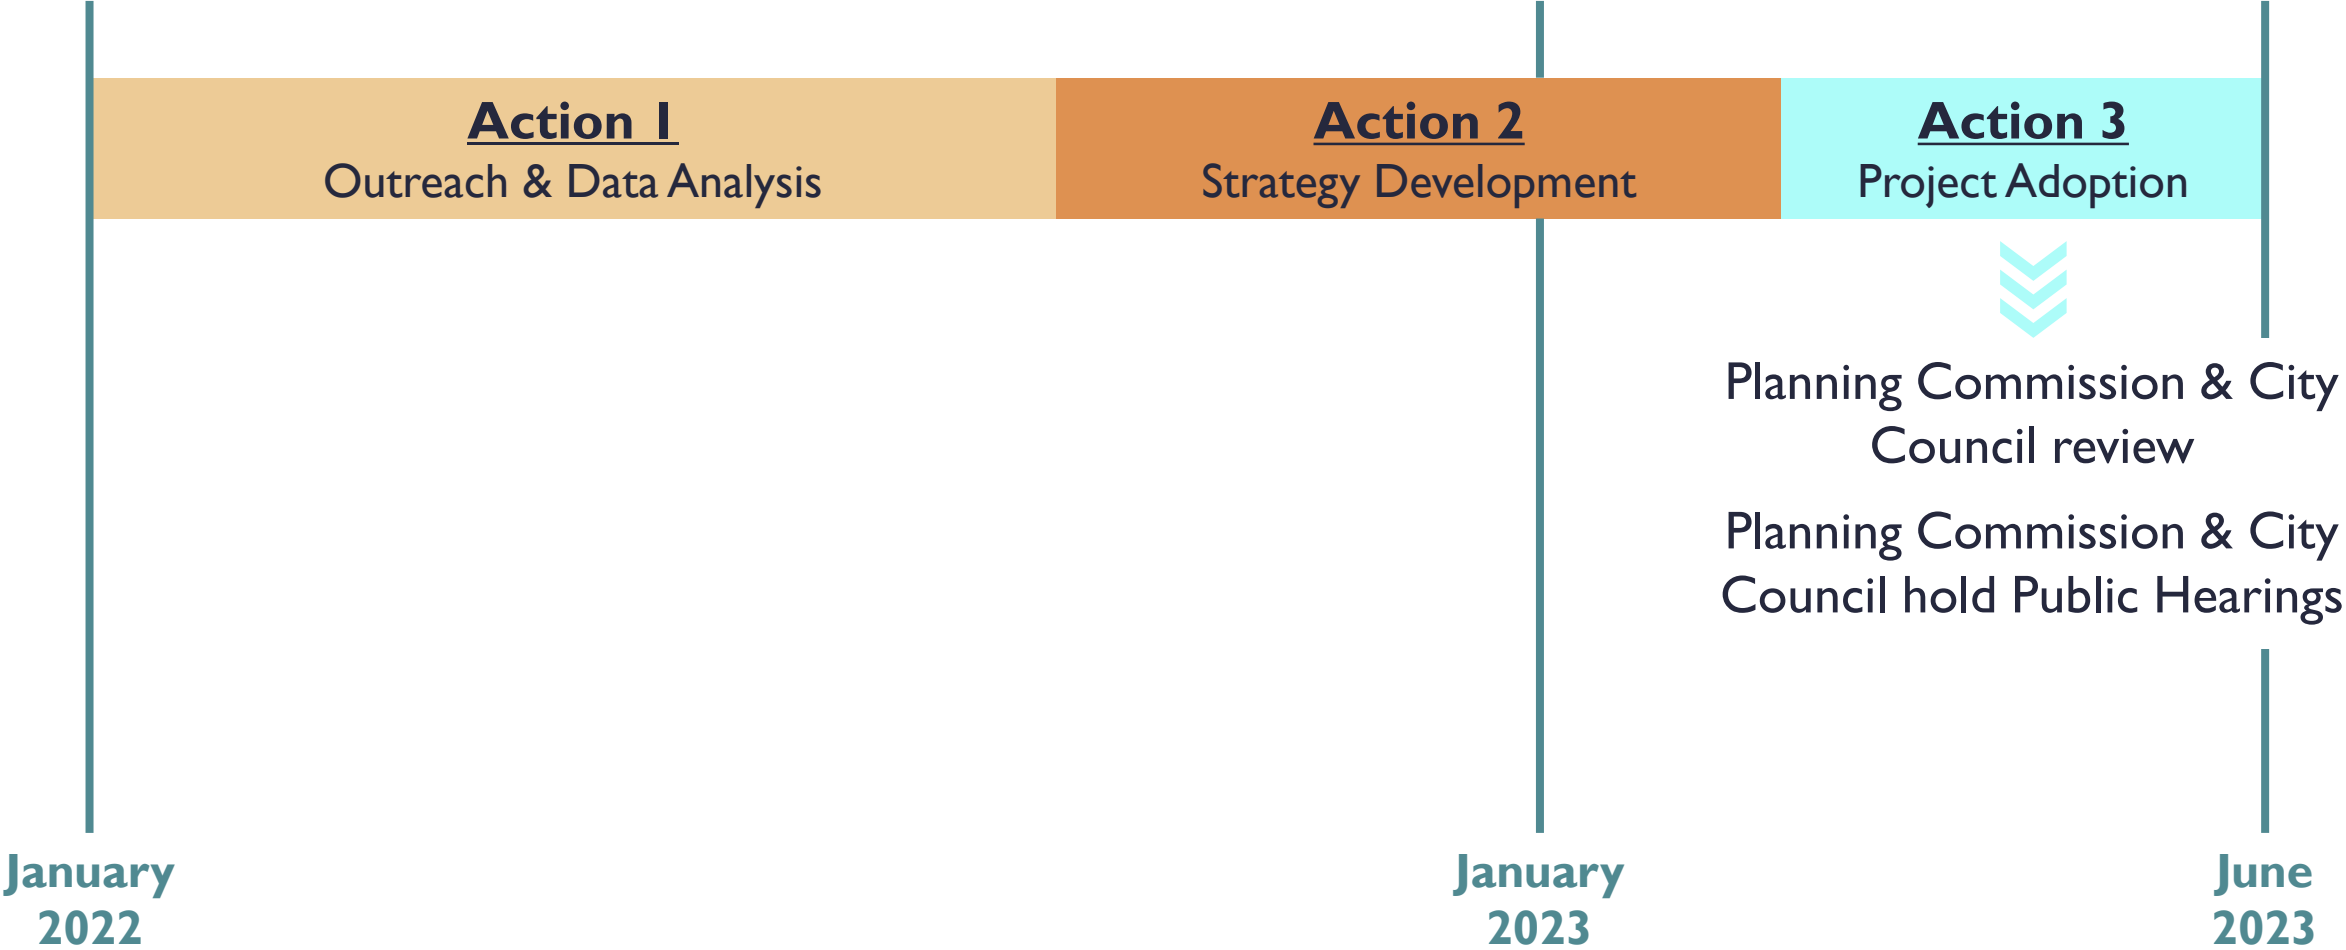 Action 1
Outreach & Data Analysis
Action 2
Strategy Development
Action 3
Project Adoption
Planning Commission & City
Council review
Planning Commission & City
Council hold Public Hearings
January
2022
January
2023
June
2023